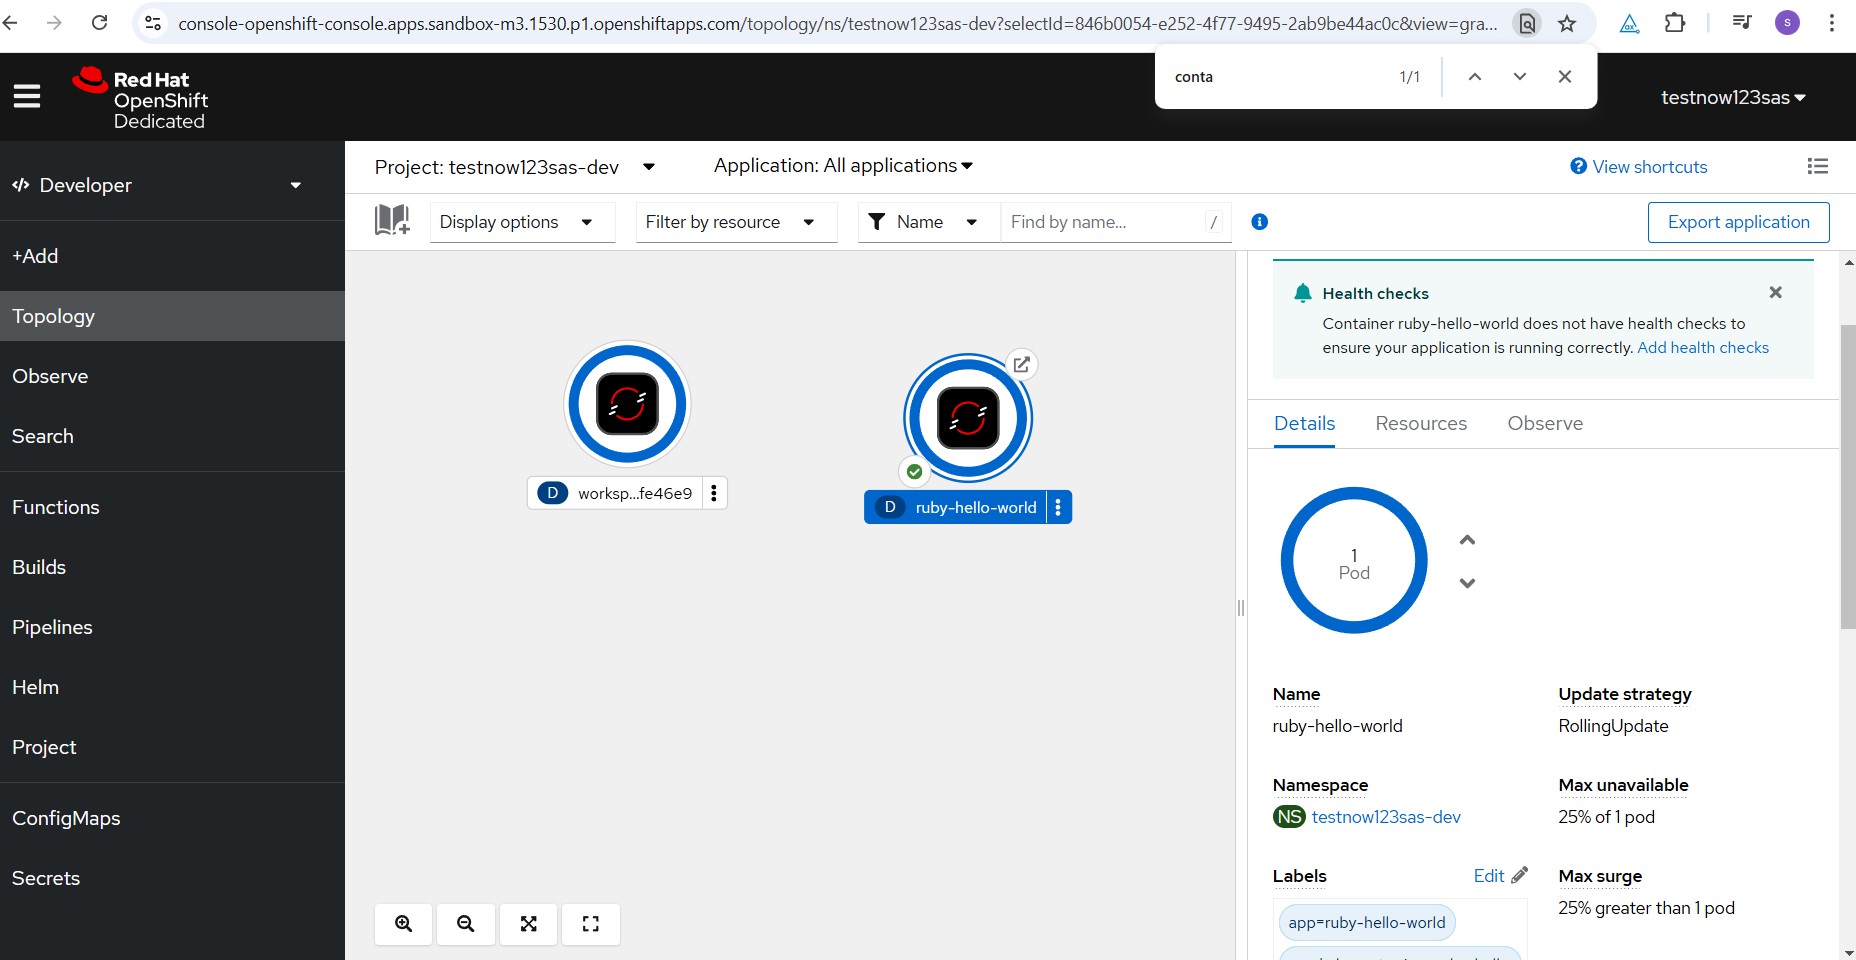 console-openshift-console.apps.sandbox-m3.1530.p1.openshiftapps.com/topology/ns/testnow123sas-dev?selectId=846b0054-e252-4f77-9495-2ab9be44ac0c&view=gra...
S
conta
1/1
Red Hat
OpenShift
Dedicated
testnow123sas
Developer
+Add
Topology
Observe
Search
Functions
Builds
Pipelines
Helm
Project
ConfigMaps
Secrets
Project: testnow123sas-dev
Application: All applications
View shortcuts
Display options
Filter by resource
Name
Find by name...
/
Export application
D worksp...fe46e9
D ruby-hello-world
Health checks
Container ruby-hello-world does not have health checks to
ensure your application is running correctly. Add health checks
Details
Resources
Observe
1
Pod
Name
ruby-hello-world
Update strategy
RollingUpdate
Namespace
NS testnow123sas-dev
Max unavailable
25% of 1 pod
Labels
Edit
app=ruby-hello-world
Max surge
25% greater than 1 pod